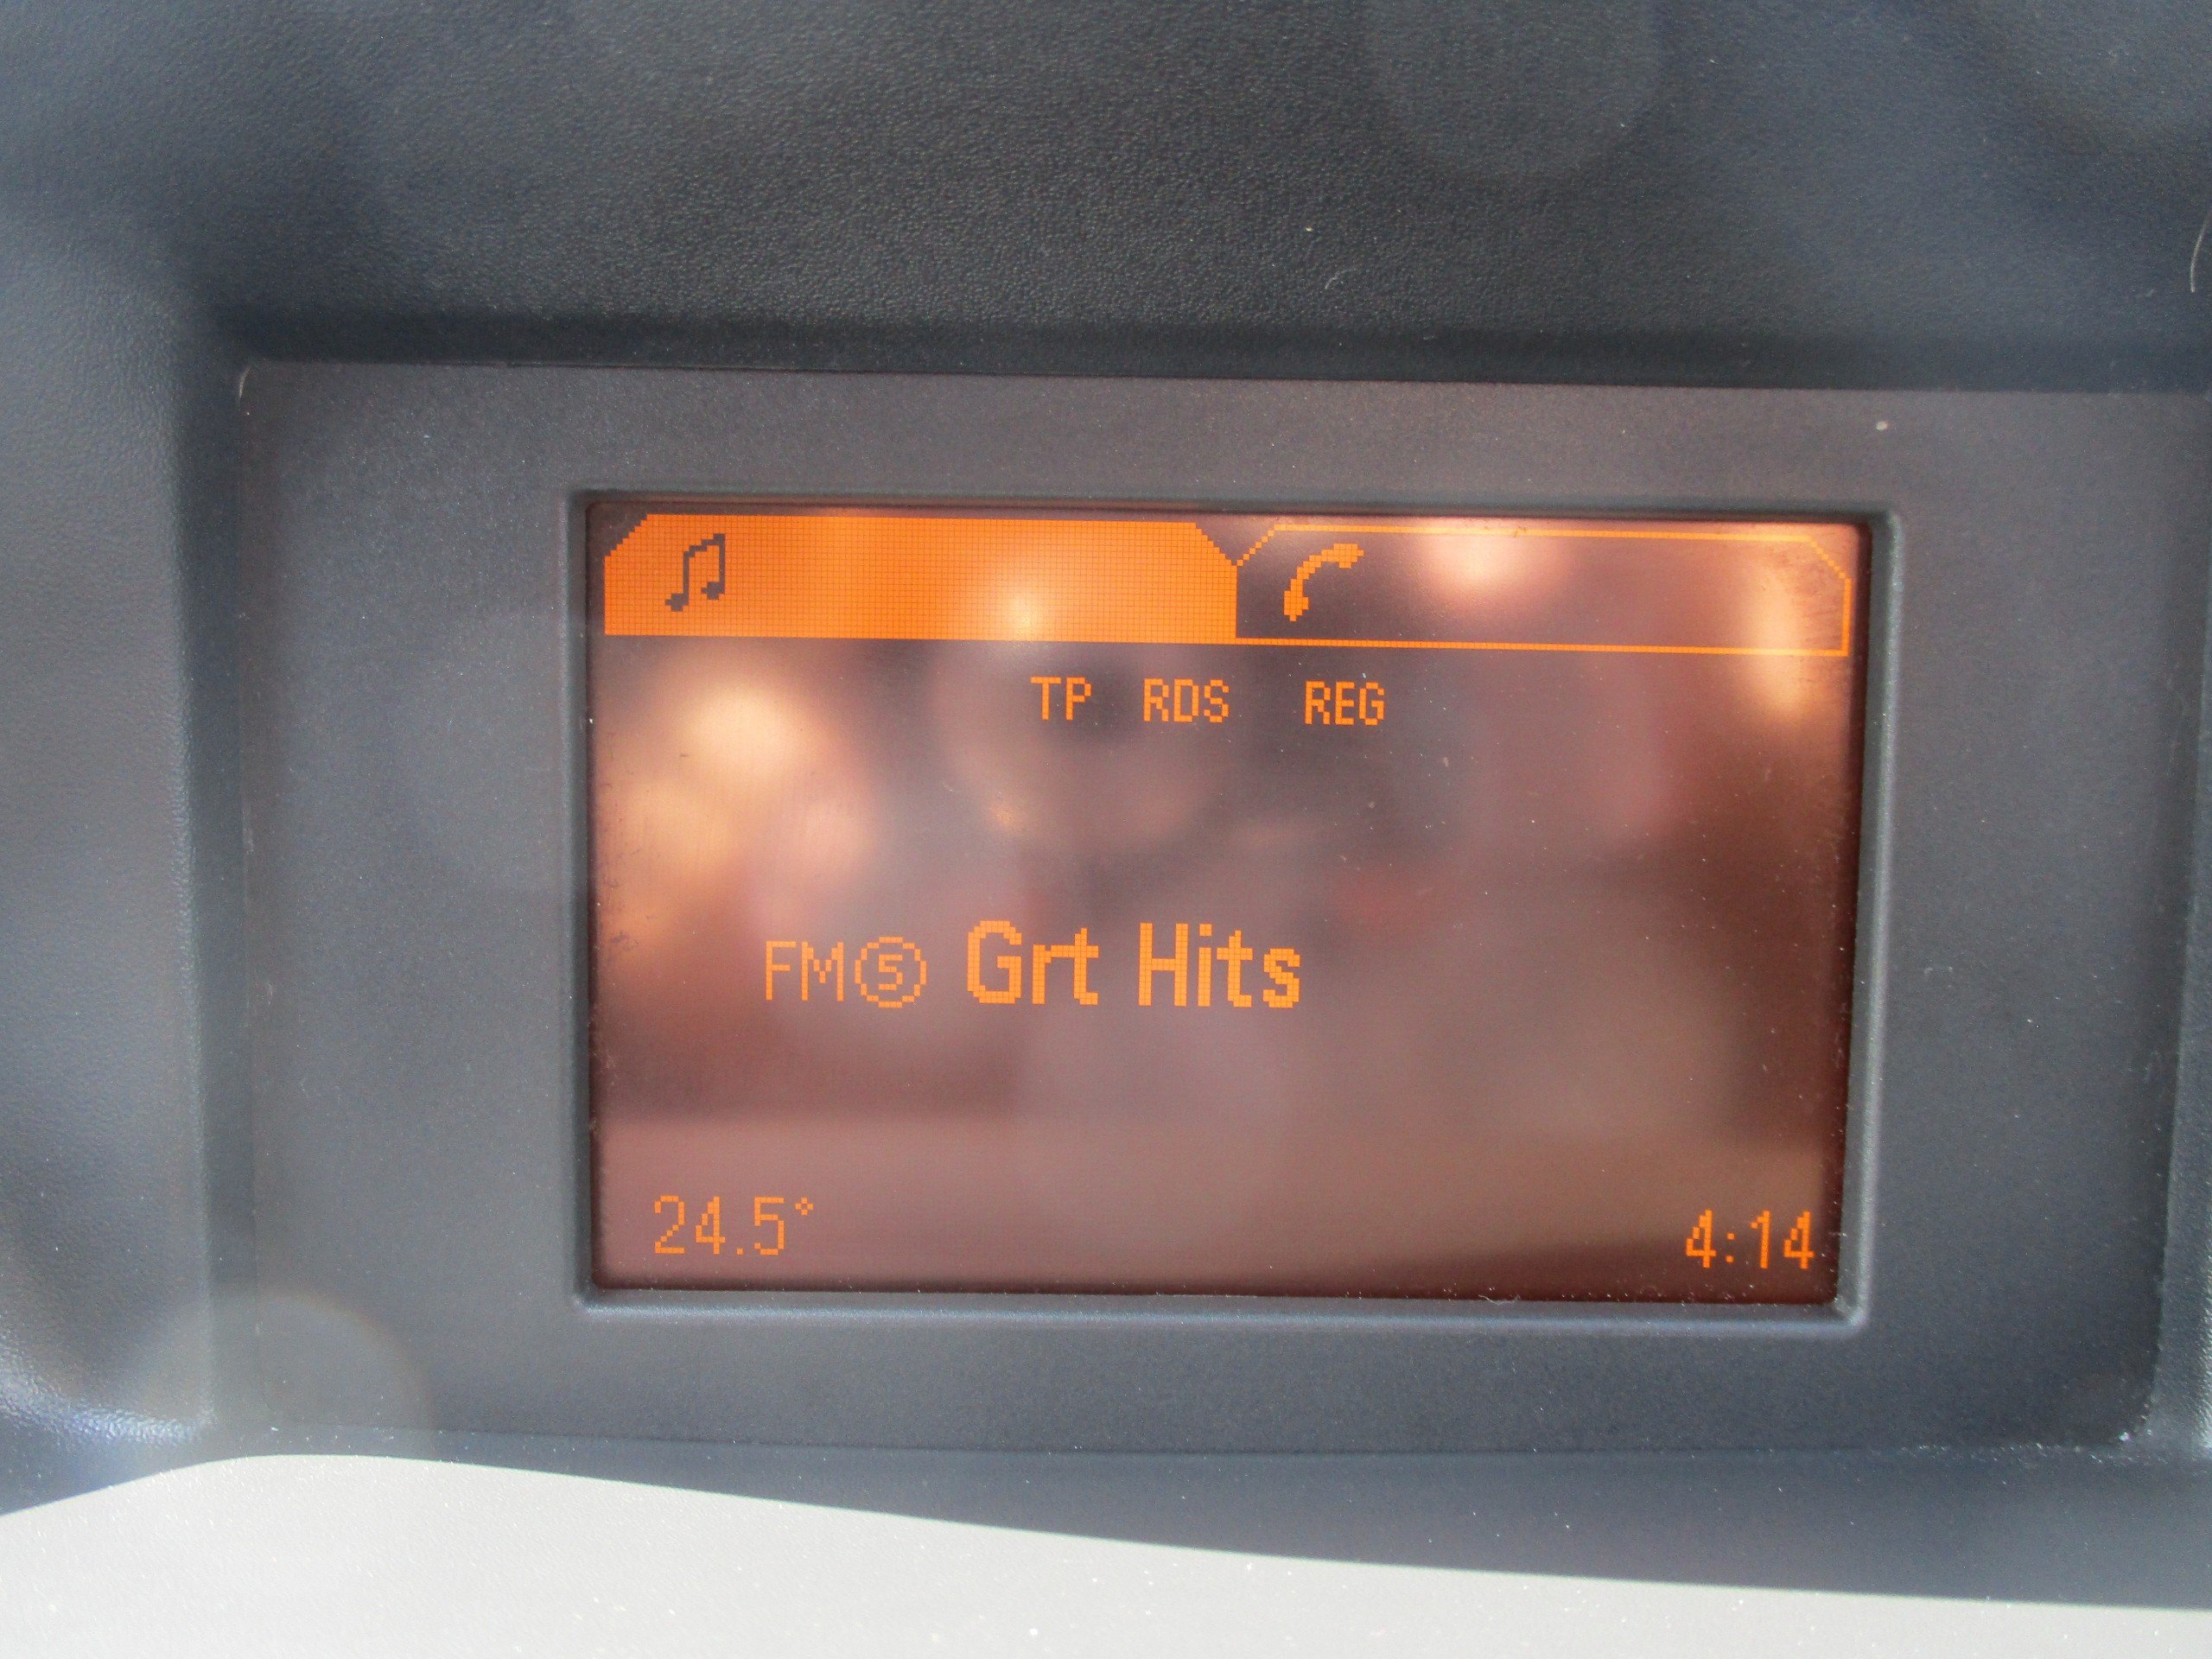 TP RDS REG
FM⑤ Grt Hits
24.5° 4:14